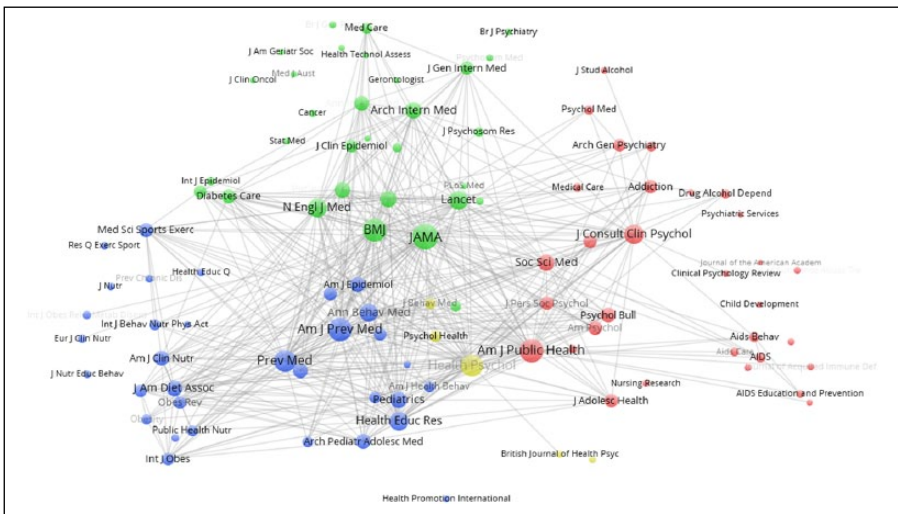 Med Care
Br J Psychiatry
J Am Geriatr Soc
Health Technol Assess
J Gen Intern Med
Med J Aust
J Clin Oncol
Gerontologist
J Stud Alcohol
Cancer
Arch Intern Med
Psychol Med
J Psychosom Res
Stat Med
J Clin Epidemiol
Arch Gen Psychiatry
Int J Epidemiol
PLoS Med
Medical Care
Addiction
Diabetes Care
Lancet
Drug Alcohol Depend
N Engl J Med
Psychiatric Services
Med Sci Sports Exerc
BMJ
JAMA
J Consult Clin Psychol
Res Q Exerc Sport
Soc Sci Med
Journal of the American Academ
Health Educ Q
Clinical Psychology Review
Prev Chronic Dis
Am J Epidemiol
J Nutr
J Behav Med
J Pers Soc Psychol
Child Development
Ann Behav Med
Psychol Bull
Int J Behav Nutr Phys Act
Am J Prev Med
Am Psychol
Eur J Clin Nutr
Psychol Health
Aids Behav
Am J Public Health
Aids Care
Am J Clin Nutr
Prev Med
Health Psychol
AIDS
J Nutr Educ Behav
Nursing Research
J Am Diet Assoc
Am J Health Behav
AIDS Education and Prevention
Obes Rev
Pediatrics
J Adolesc Health
Obesity
Health Educ Res
Public Health Nutr
Arch Pediatr Adolesc Med
British Journal of Health Psyc
Int J Obes
Health Promotion International